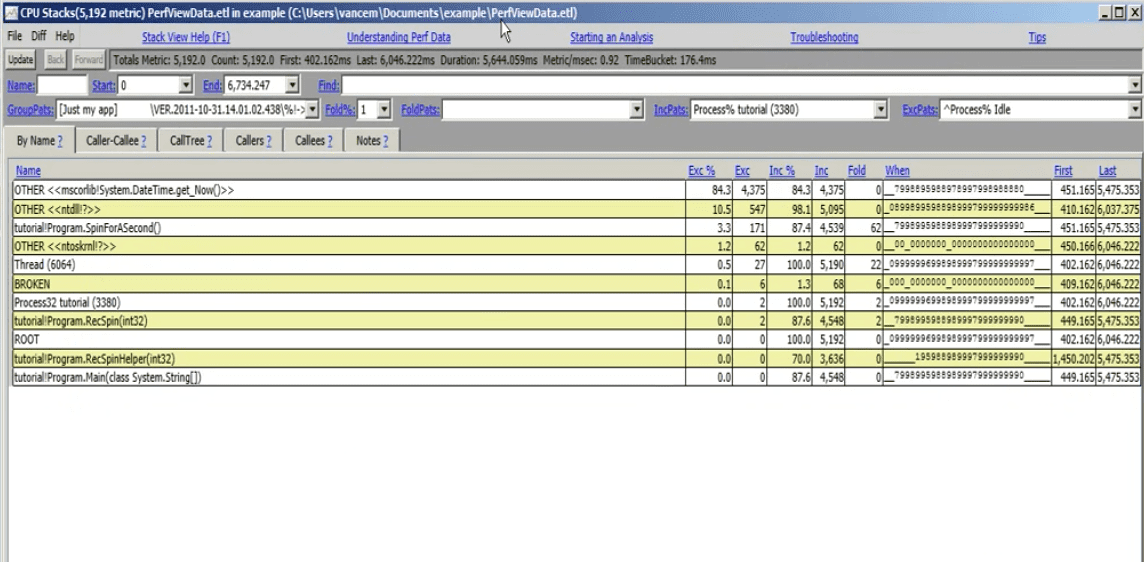 CPU Stacks(5,192 metric) PerfViewData.etl in example (C:\Users\vancem\Documents\example\PerfViewData.etl)
File Diff Help Stack View Help (F1) Understanding Perf Data Starting an Analysis Troubleshooting Tips
Update Back Forward Totals Metric: 5,192.0 Count: 5,192.0 First: 402.162ms Last: 6,046.222ms Duration: 5,644.059ms Metric/msec: 0.92 TimeBucket: 176.4ms
Name: Start: 0 End: 6,734.247 Find:
GroupPats: [Just my app] \VER.2011-10-31.14.01.02.438\%!-> Fold%: 1 FoldPats: IncPats: Process% tutorial (3380) ExcPats: ^Process% Idle
By Name ? Caller-Callee ? CallTree ? Callers ? Callees ? Notes ?
Name Exc % Exc Inc % Inc Fold When First Last
OTHER <<mscorlib!System.DateTime.get_Now()>> 84.3 4,375 84.3 4,375 0 451.165 5,475.353
OTHER <<ntdll!?>> 10.5 547 98.1 5,095 0 410.162 6,037.375
tutorial!Program.SpinForASecond() 3.3 171 87.4 4,539 62 451.165 5,475.353
OTHER <<ntoskrnl!?>> 1.2 62 1.2 62 0 450.166 6,046.222
Thread (6064) 0.5 27 100.0 5,190 22 402.162 6,046.222
BROKEN 0.1 6 1.3 68 6 409.162 6,046.222
Process32 tutorial (3380) 0.0 2 100.0 5,192 2 402.162 6,046.222
tutorial!Program.RecSpin(int32) 0.0 2 87.6 4,548 2 449.165 5,475.353
ROOT 0.0 0 100.0 5,192 0 402.162 6,046.222
tutorial!Program.RecSpinHelper(int32) 0.0 0 70.0 3,636 0 1,450.202 5,475.353
tutorial!Program.Main(class System.String[]) 0.0 0 87.6 4,548 0 449.165 5,475.353